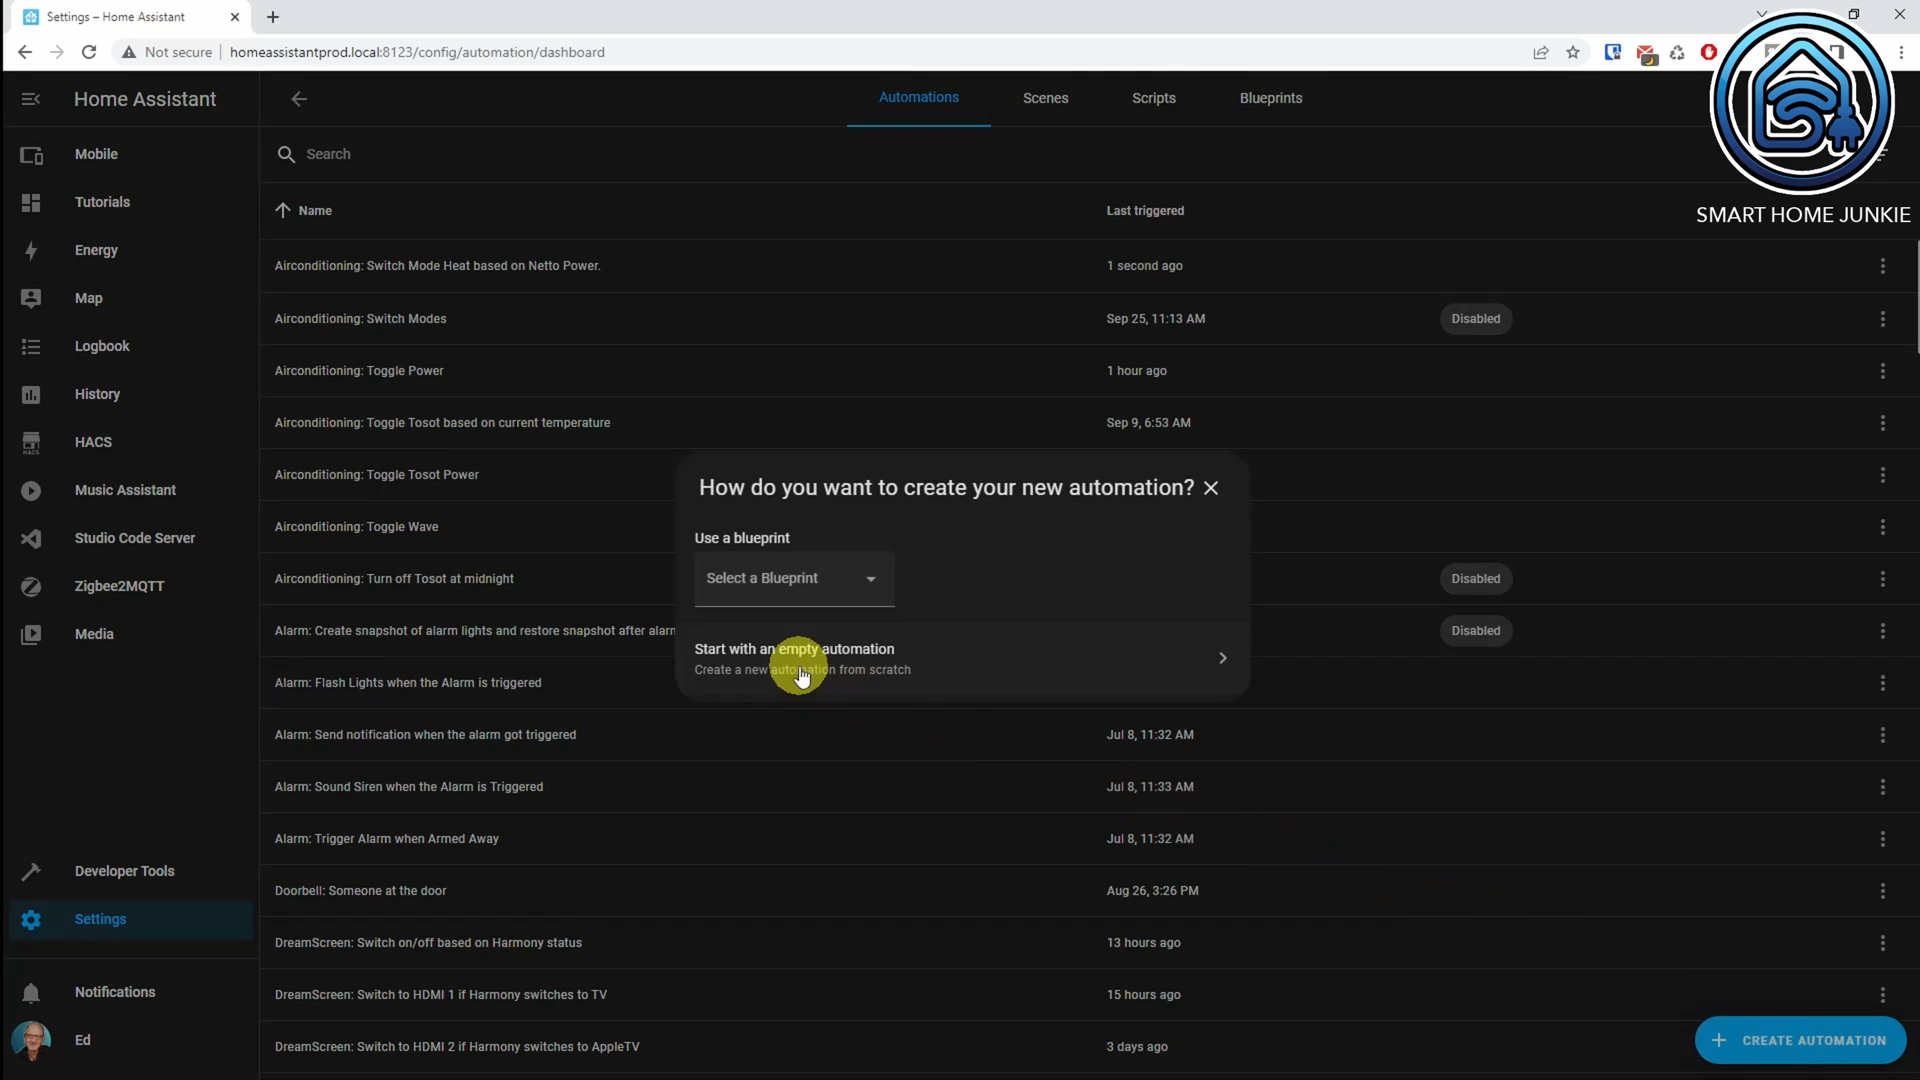 Settings – Home Assistant
Not secure
homeassistantprod.local:8123/config/automation/dashboard
Home Assistant
Automations
Scenes
Scripts
Blueprints
SMART HOME JUNKIE
Mobile
Tutorials
Energy
Map
Logbook
History
HACS
HACS
Music Assistant
Studio Code Server
Zigbee2MQTT
Media
Developer Tools
Settings
Notifications
Ed
Search
Name
Last triggered
Airconditioning: Switch Mode Heat based on Netto Power.
1 second ago
Airconditioning: Switch Modes
Sep 25, 11:13 AM
Disabled
Airconditioning: Toggle Power
1 hour ago
Airconditioning: Toggle Tosot based on current temperature
Sep 9, 6:53 AM
Airconditioning: Toggle Tosot Power
Airconditioning: Toggle Wave
Airconditioning: Turn off Tosot at midnight
Disabled
Alarm: Create snapshot of alarm lights and restore snapshot after alarm
Disabled
Alarm: Flash Lights when the Alarm is triggered
Alarm: Send notification when the alarm got triggered
Jul 8, 11:32 AM
Alarm: Sound Siren when the Alarm is Triggered
Jul 8, 11:33 AM
Alarm: Trigger Alarm when Armed Away
Jul 8, 11:32 AM
Doorbell: Someone at the door
Aug 26, 3:26 PM
DreamScreen: Switch on/off based on Harmony status
13 hours ago
DreamScreen: Switch to HDMI 1 if Harmony switches to TV
15 hours ago
DreamScreen: Switch to HDMI 2 if Harmony switches to AppleTV
3 days ago
How do you want to create your new automation?
Use a blueprint
Select a Blueprint
Start with an empty automation
Create a new automation from scratch
CREATE AUTOMATION